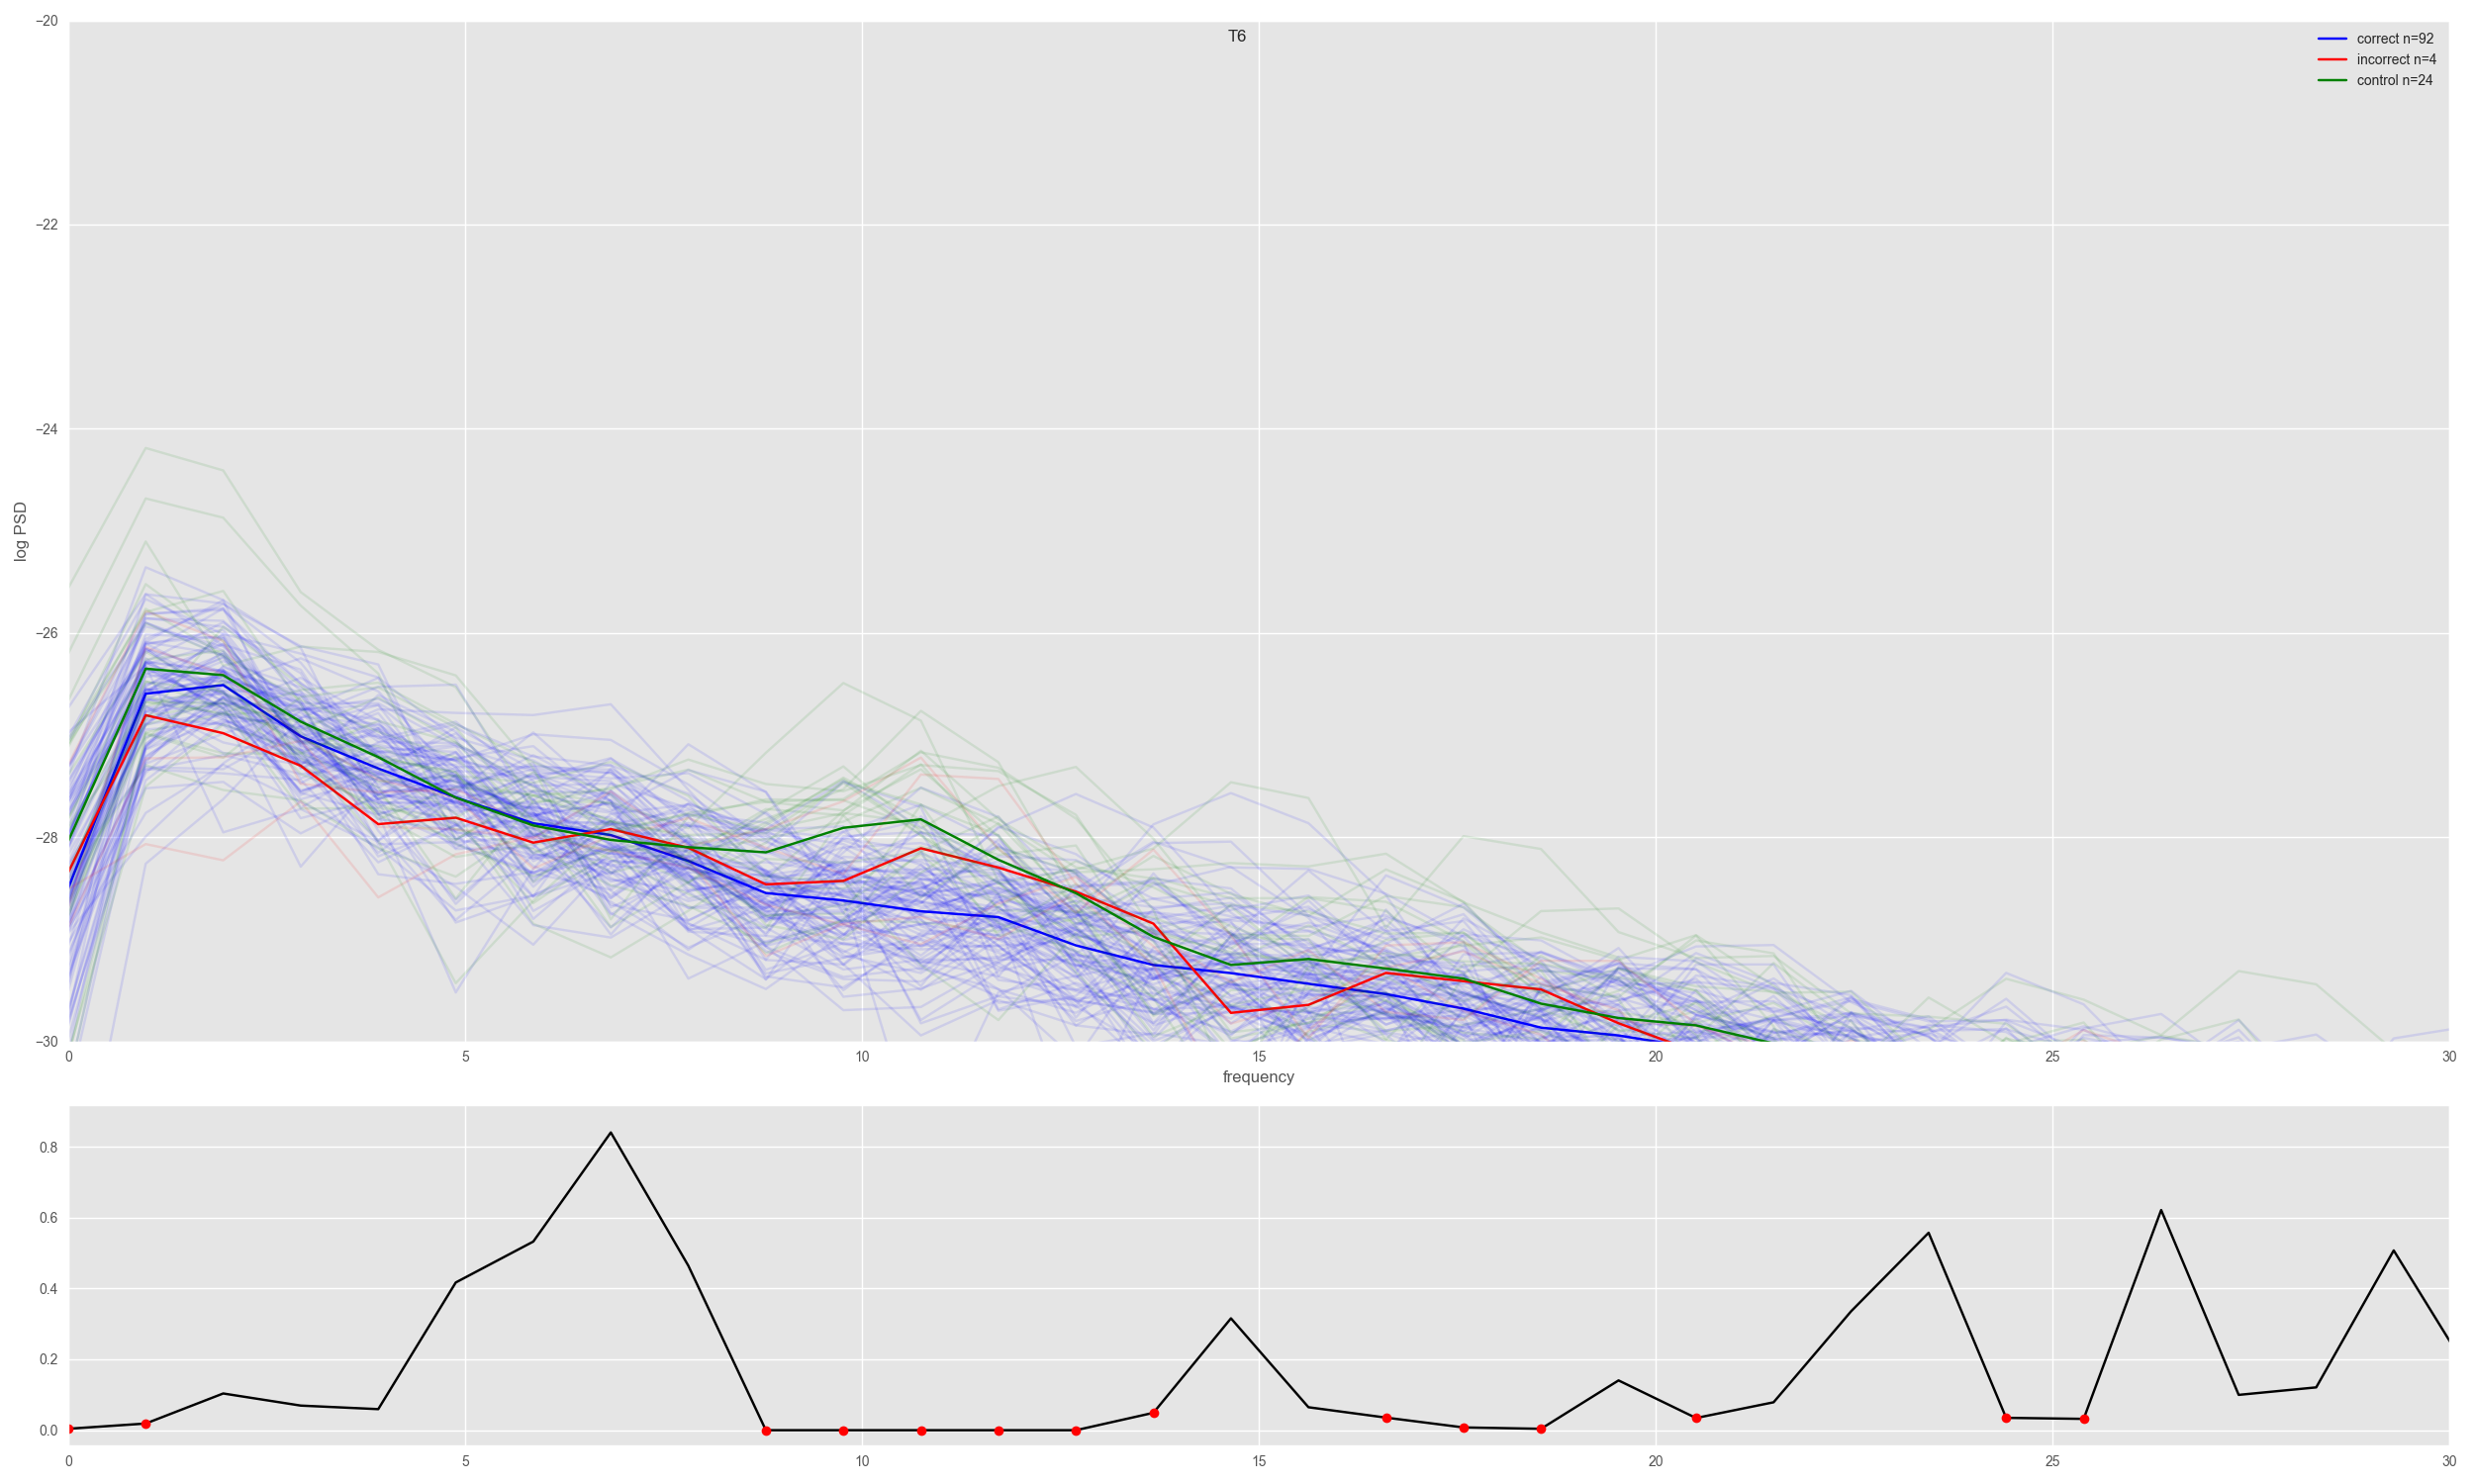 T6
correct n=92
incorrect n=4
control n=24
log PSD
−20
−22
−24
−26
−28
−30
0 5 10 15 20 25 30
frequency
0.8
0.6
0.4
0.2
0.0
0 5 10 15 20 25 30